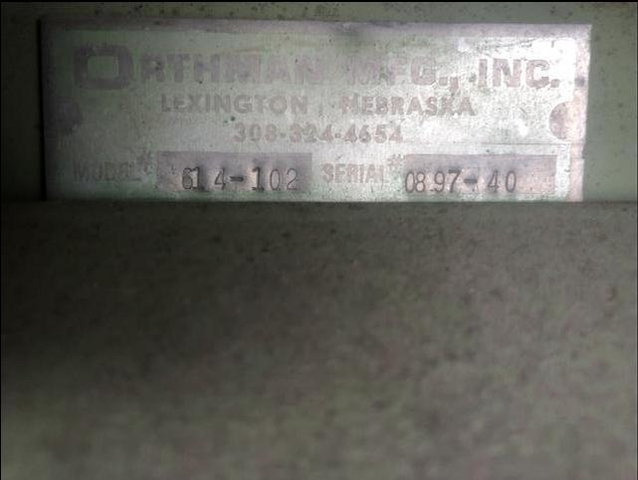 ORTHMAN MFG., INC.
LEXINGTON, NEBRASKA
308-324-4654
MODEL# 614-102 SERIAL# 0897-40